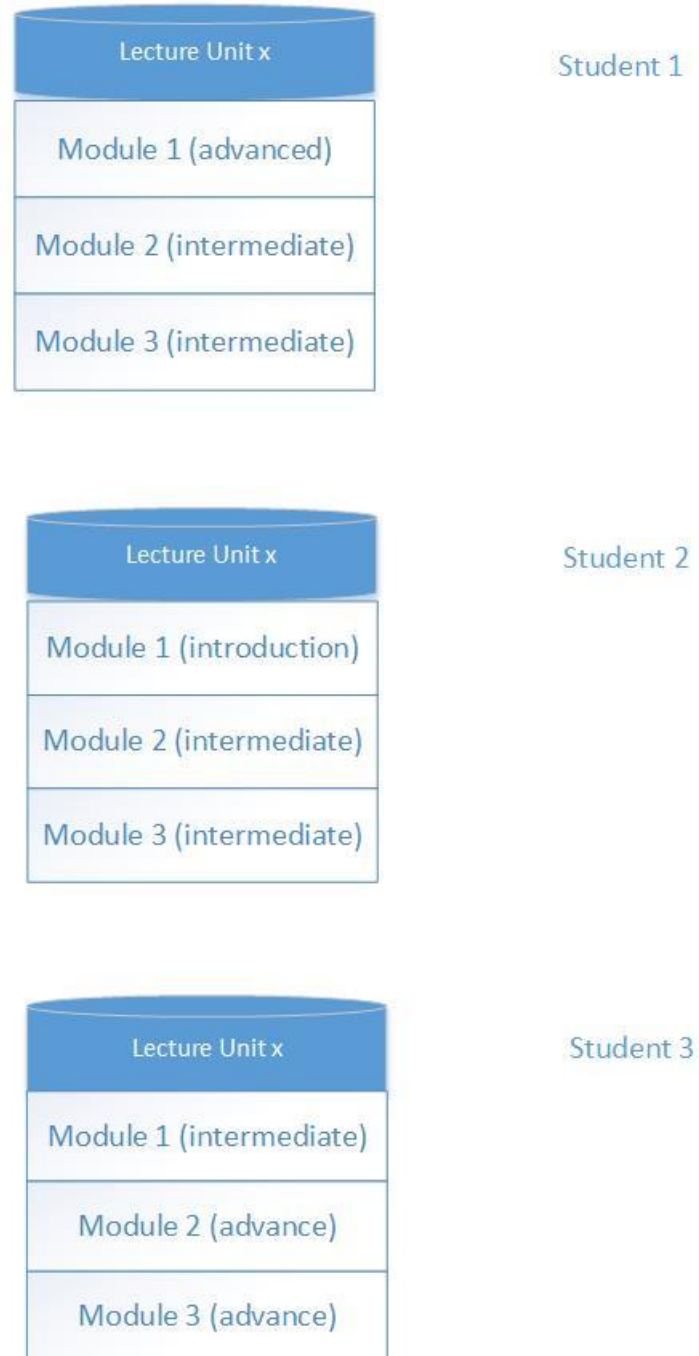 Lecture Unit x
Student 1
Module 1 (advanced)
Module 2 (intermediate)
Module 3 (intermediate)
Lecture Unit x
Student 2
Module 1 (introduction)
Module 2 (intermediate)
Module 3 (intermediate)
Lecture Unit x
Student 3
Module 1 (intermediate)
Module 2 (advance)
Module 3 (advance)